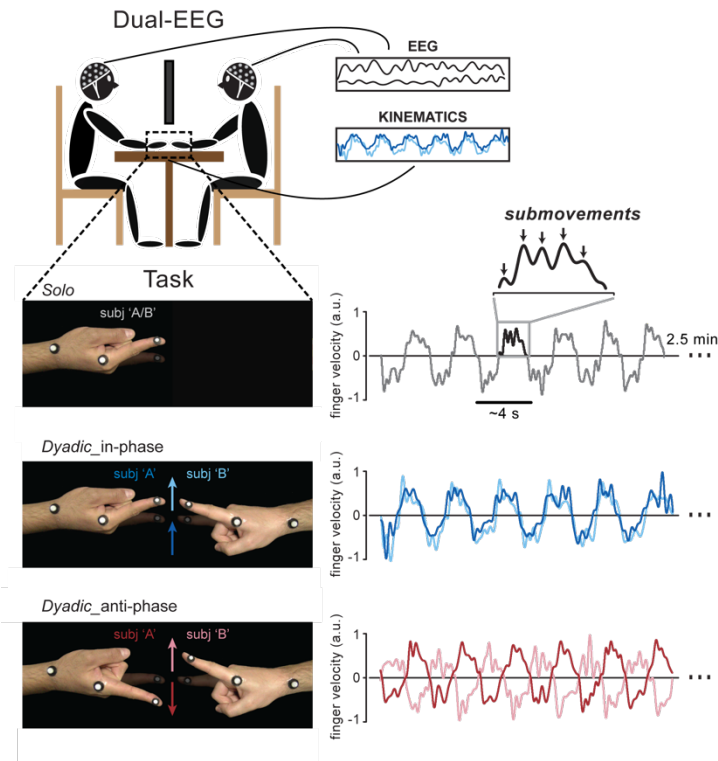 Dual-EEG
EEG
KINEMATICS
submovements
Task
Solo
subj 'A/B'
finger velocity (a.u.)
1
0
-1
2.5 min
...
~4 s
Dyadic_in-phase
subj 'A'
subj 'B'
finger velocity (a.u.)
1
0
-1
...
Dyadic_anti-phase
subj 'A'
subj 'B'
finger velocity (a.u.)
1
0
-1
...